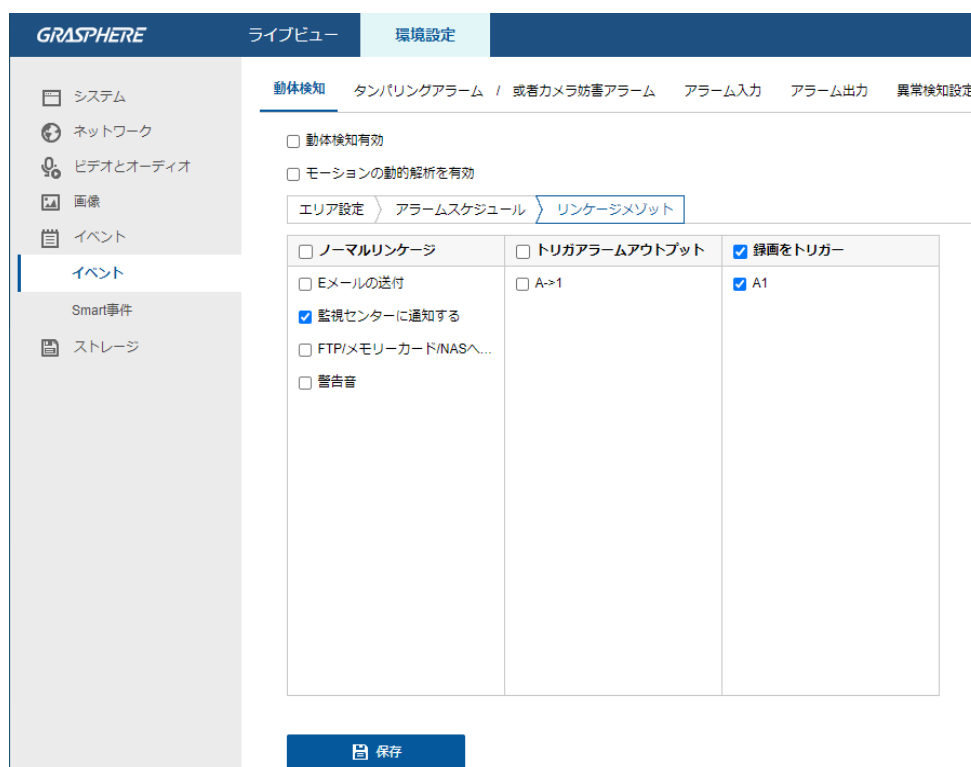 GRASPHERE ライブビュー 環境設定
システム
ネットワーク
ビデオとオーディオ
画像
イベント
イベント
Smart事件
ストレージ
動体検知 タンパリングアラーム / 或者カメラ妨害アラーム アラーム入力 アラーム出力 異常検知設定
動体検知有効
モーションの動的解析を有効
エリア設定 アラームスケジュール リンケージメゾット
ノーマルリンケージ トリガアラームアウトプット 録画をトリガー
Eメールの送付 A->1 A1
監視センターに通知する
FTP/メモリーカード/NASへ...
警告音
保存